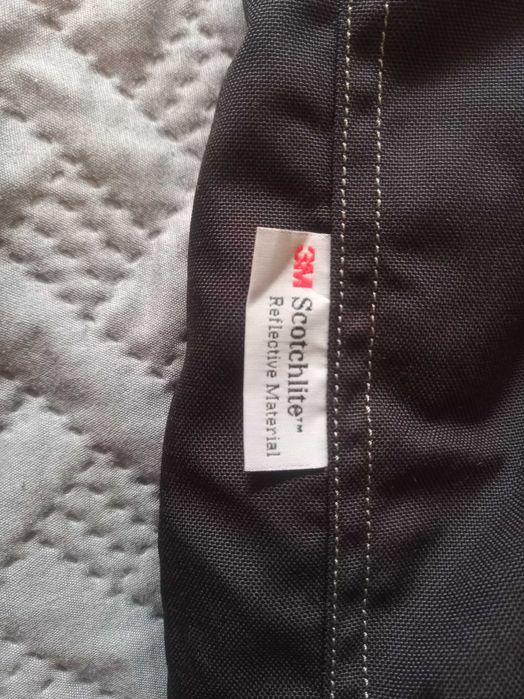 3M Scotchlite™
Reflective Material